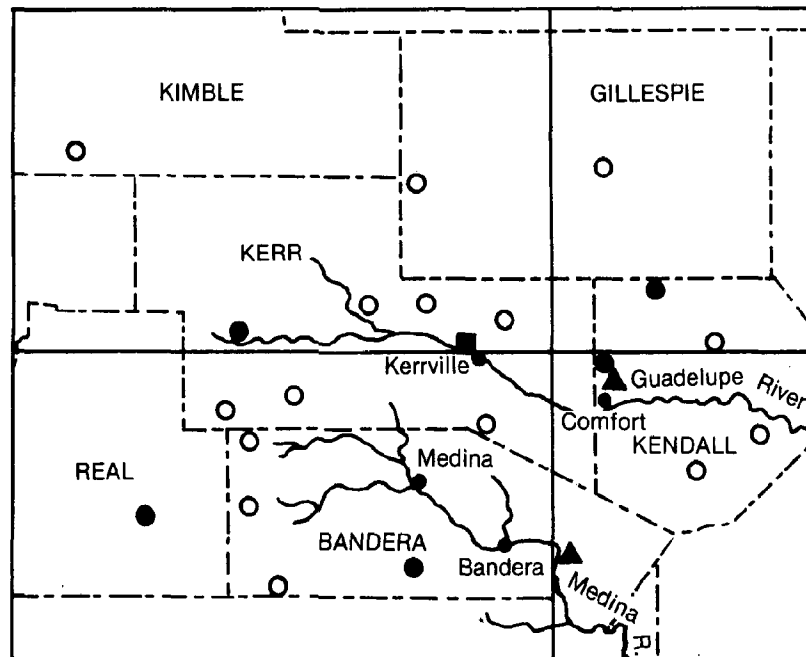 KIMBLE
GILLESPIE
KERR
Kerrville
Guadelupe River
Comfort
KENDALL
REAL
Medina
BANDERA
Bandera
Medina R.